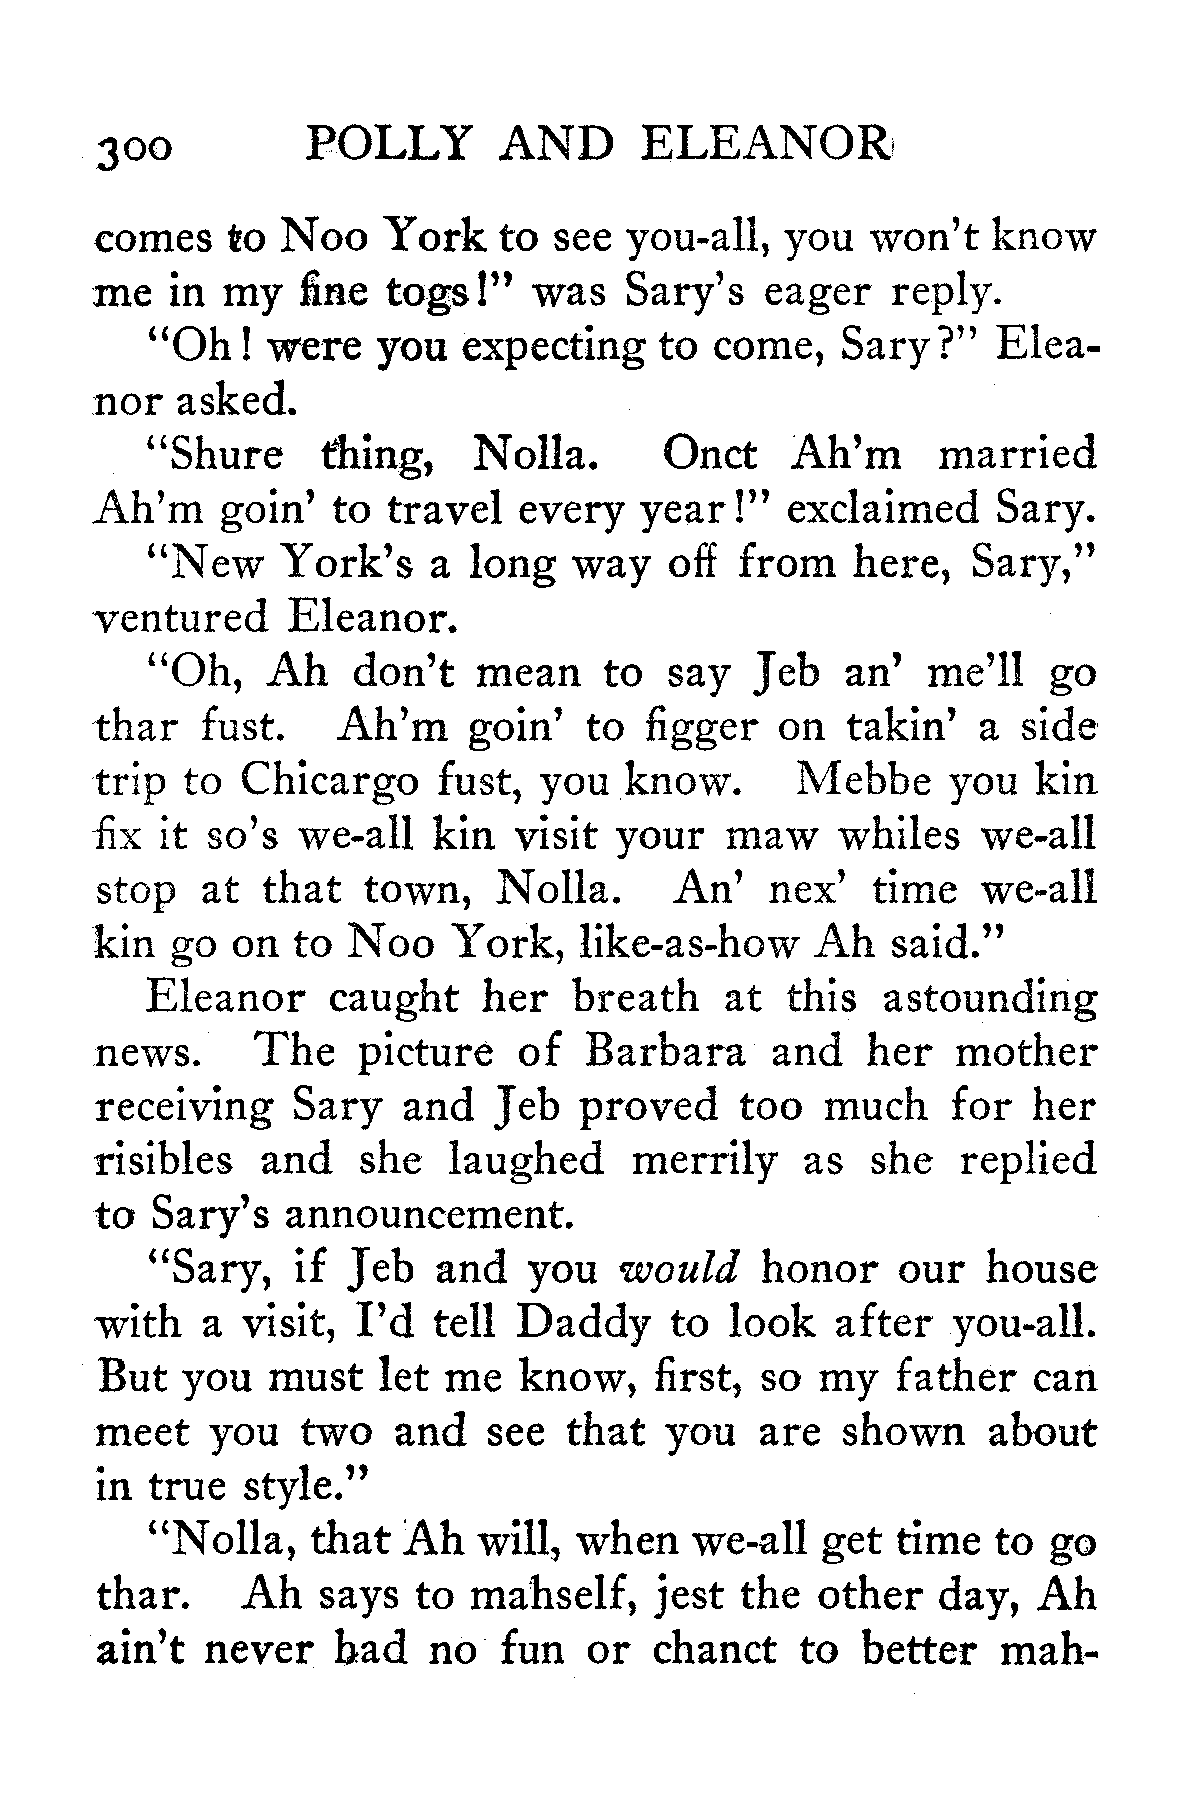 300 POLLY AND ELEANOR
comes to Noo York to see you-all, you won't know
me in my fine togs!" was Sary's eager reply.
"Oh! were you expecting to come, Sary?" Elea-
nor asked.
"Shure thing, Nolla. Onct Ah'm married
Ah'm goin' to travel every year!" exclaimed Sary.
"New York's a long way off from here, Sary,"
ventured Eleanor.
"Oh, Ah don't mean to say Jeb an' me'll go
thar fust. Ah'm goin' to figger on takin' a side
trip to Chicargo fust, you know. Mebbe you kin
fix it so's we-all kin visit your maw whiles we-all
stop at that town, Nolla. An' nex' time we-all
kin go on to Noo York, like-as-how Ah said."
Eleanor caught her breath at this astounding
news. The picture of Barbara and her mother
receiving Sary and Jeb proved too much for her
risibles and she laughed merrily as she replied
to Sary's announcement.
"Sary, if Jeb and you would honor our house
with a visit, I'd tell Daddy to look after you-all.
But you must let me know, first, so my father can
meet you two and see that you are shown about
in true style."
"Nolla, that Ah will, when we-all get time to go
thar. Ah says to mahself, jest the other day, Ah
ain't never had no fun or chanct to better mah-